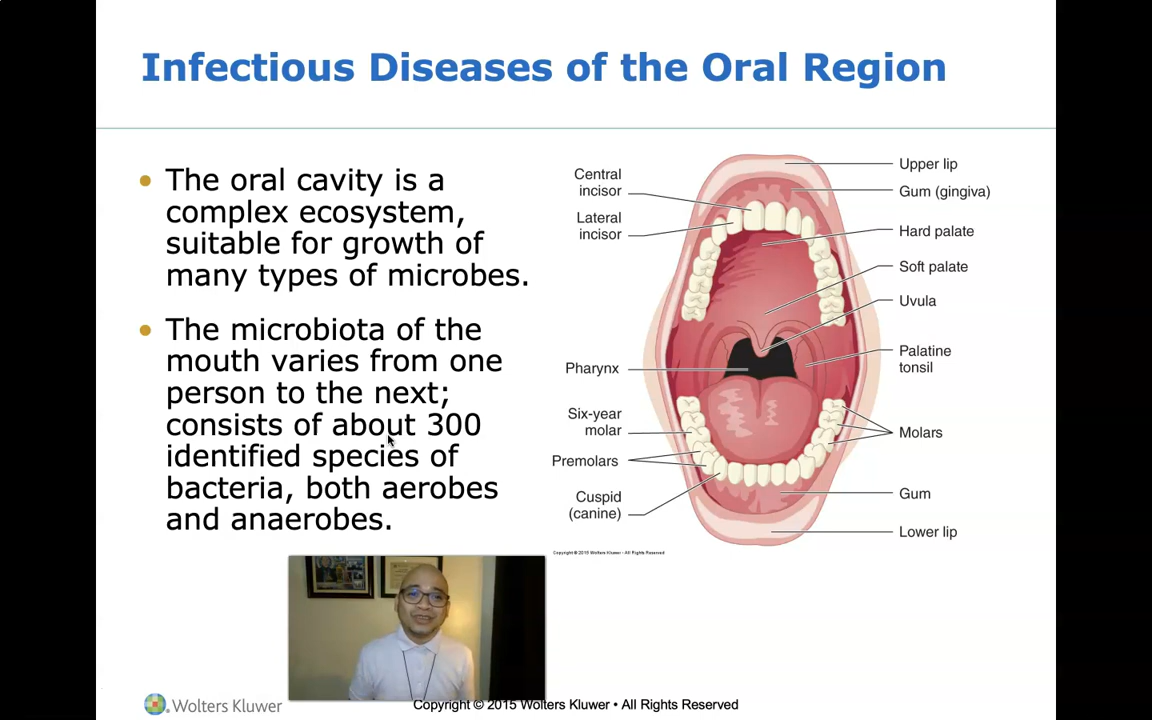 Infectious Diseases of the Oral Region
• The oral cavity is a
complex ecosystem,
suitable for growth of
many types of microbes.
• The microbiota of the
mouth varies from one
person to the next;
consists of about 300
identified species of
bacteria, both aerobes
and anaerobes.
Central
incisor
Lateral
incisor
Pharynx
Six-year
molar
Premolars
Cuspid
(canine)
Upper lip
Gum (gingiva)
Hard palate
Soft palate
Uvula
Palatine
tonsil
Molars
Gum
Lower lip
Copyright © 2015 Wolters Kluwer • All Rights Reserved
Wolters Kluwer
Copyright © 2015 Wolters Kluwer • All Rights Reserved